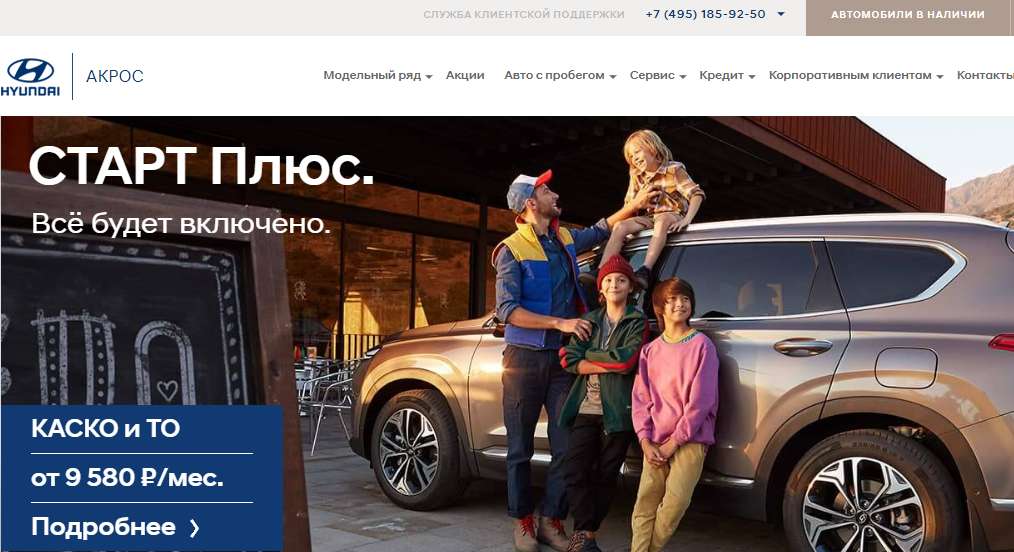 СЛУЖБА КЛИЕНТСКОЙ ПОДДЕРЖКИ +7 (495) 185-92-50 АВТОМОБИЛИ В НАЛИЧИИ
HYUNDAI АКРОС Модельный ряд Акции Авто с пробегом Сервис Кредит Корпоративным клиентам Контакты
СТАРТ Плюс.
Всё будет включено.
КАСКО и ТО
от 9 580 ₽/мес.
Подробнее